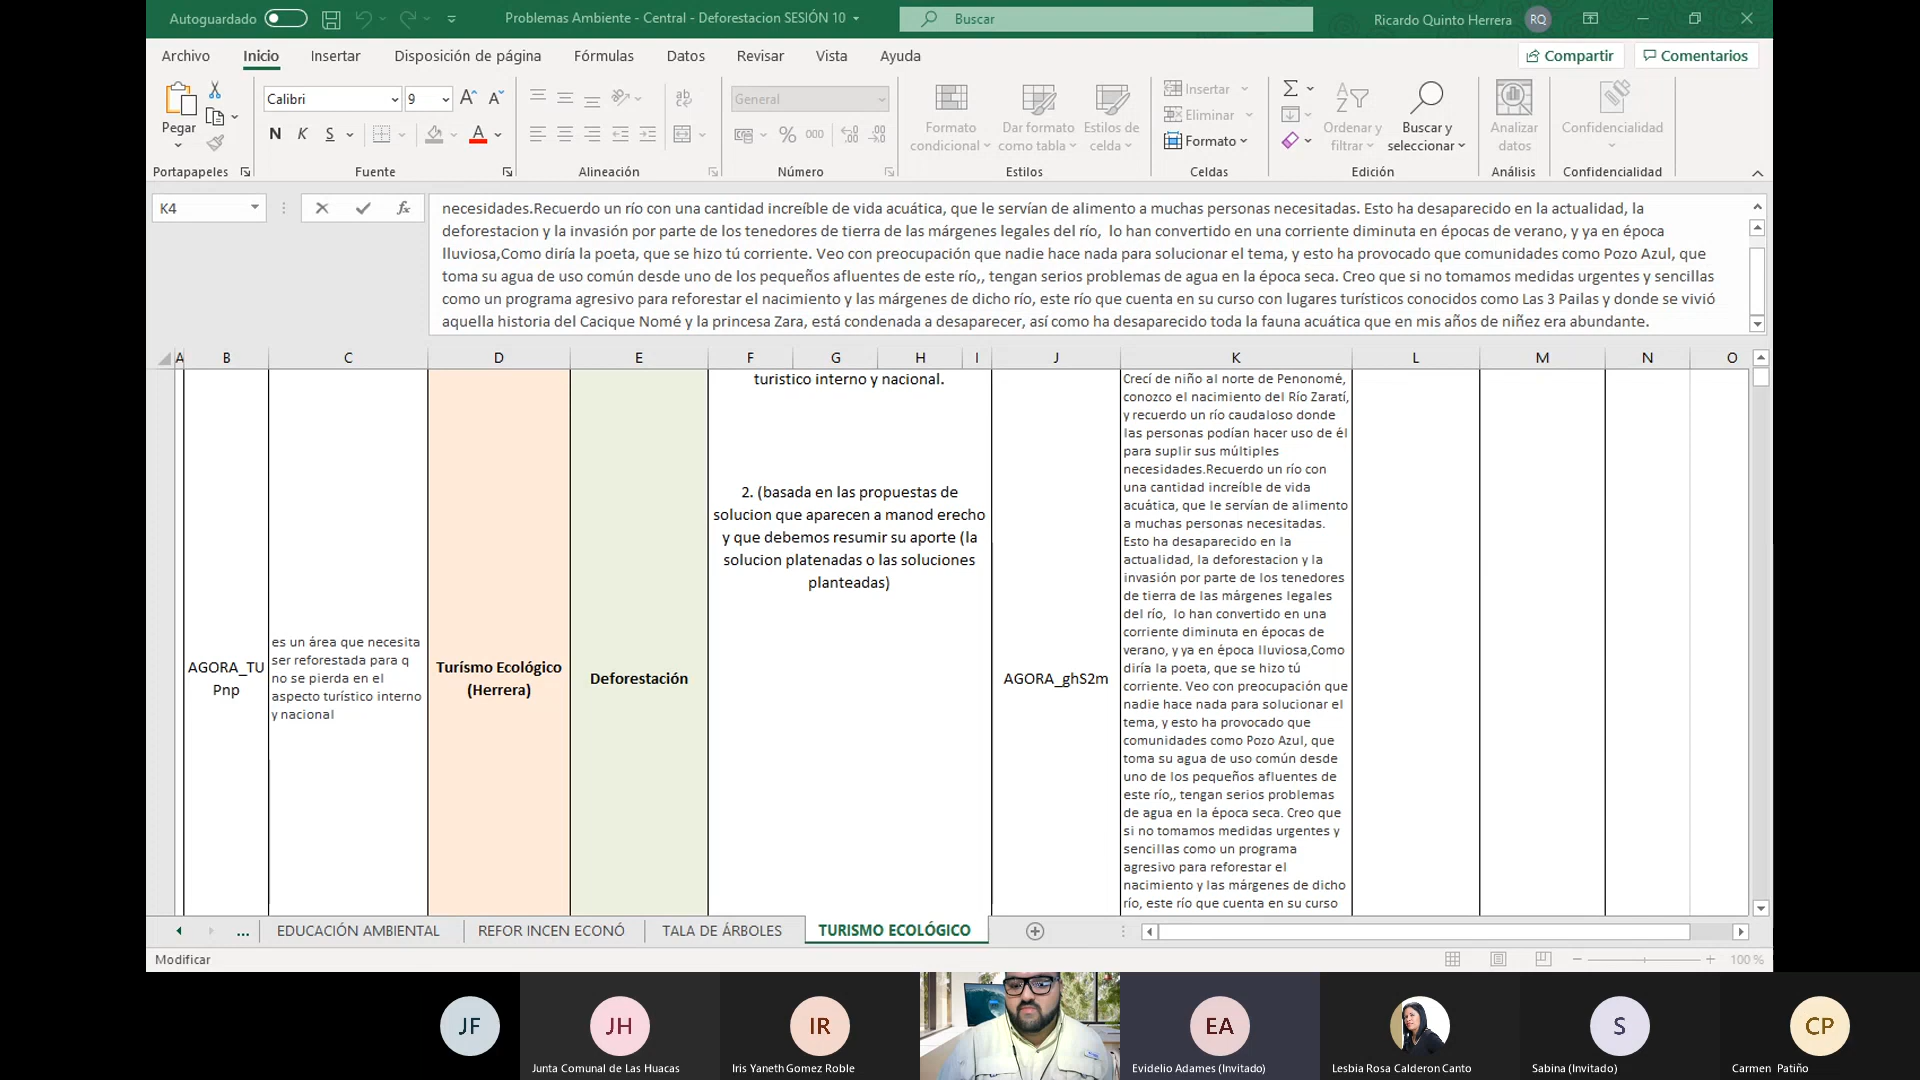 Autoguardado
Problemas Ambiente - Central - Deforestacion SESIÓN 10
Buscar
Ricardo Quinto Herrera
RQ
Archivo
Inicio
Insertar
Disposición de página
Fórmulas
Datos
Revisar
Vista
Ayuda
Compartir
Comentarios
Pegar
Calibri
9
N K S
General
% 000
Formato condicional
Dar formato como tabla
Estilos de celda
Insertar
Eliminar
Formato
Ordenar y filtrar
Buscar y seleccionar
Analizar datos
Confidencialidad
Portapapeles
Fuente
Alineación
Número
Estilos
Celdas
Edición
Análisis
Confidencialidad
K4
fx
necesidades.Recuerdo un río con una cantidad increíble de vida acuática, que le servían de alimento a muchas personas necesitadas. Esto ha desaparecido en la actualidad, la
deforestacion y la invasión por parte de los tenedores de tierra de las márgenes legales del río,  lo han convertido en una corriente diminuta en épocas de verano, y ya en época
lluviosa,Como diría la poeta, que se hizo tú corriente. Veo con preocupación que nadie hace nada para solucionar el tema, y esto ha provocado que comunidades como Pozo Azul, que
toma su agua de uso común desde uno de los pequeños afluentes de este río,, tengan serios problemas de agua en la época seca. Creo que si no tomamos medidas urgentes y sencillas
como un programa agresivo para reforestar el nacimiento y las márgenes de dicho río, este río que cuenta en su curso con lugares turísticos conocidos como Las 3 Pailas y donde se vivió
aquella historia del Cacique Nomé y la princesa Zara, está condenada a desaparecer, así como ha desaparecido toda la fauna acuática que en mis años de niñez era abundante.
A B C D E F G H I J K L M N O
AGORA_TU
Pnp
es un área que necesita
ser reforestada para q
no se pierda en el
aspecto turístico interno
y nacional
Turísmo Ecológico
(Herrera)
Deforestación
turistico interno y nacional.
2. (basada en las propuestas de
solucion que aparecen a manod erecho
y que debemos resumir su aporte (la
solucion platenadas o las soluciones
planteadas)
AGORA_ghS2m
Crecí de niño al norte de Penonomé,
conozco el nacimiento del Río Zaratí,
y recuerdo un río caudaloso donde
las personas podían hacer uso de él
para suplir sus múltiples
necesidades.Recuerdo un río con
una cantidad increíble de vida
acuática, que le servían de alimento
a muchas personas necesitadas.
Esto ha desaparecido en la
actualidad, la deforestacion y la
invasión por parte de los tenedores
de tierra de las márgenes legales
del río,  lo han convertido en una
corriente diminuta en épocas de
verano, y ya en época lluviosa,Como
diría la poeta, que se hizo tú
corriente. Veo con preocupación que
nadie hace nada para solucionar el
tema, y esto ha provocado que
comunidades como Pozo Azul, que
toma su agua de uso común desde
uno de los pequeños afluentes de
este río,, tengan serios problemas
de agua en la época seca. Creo que
si no tomamos medidas urgentes y
sencillas como un programa
agresivo para reforestar el
nacimiento y las márgenes de dicho
río, este río que cuenta en su curso
...
EDUCACIÓN AMBIENTAL
REFOR INCEN ECONÓ
TALA DE ÁRBOLES
TURISMO ECOLÓGICO
Modificar
100 %
JF
JH
IR
EA
S
CP
Junta Comunal de Las Huacas
Iris Yaneth Gomez Roble
Evidelio Adames (Invitado)
Lesbia Rosa Calderon Canto
Sabina (Invitado)
Carmen Patiño